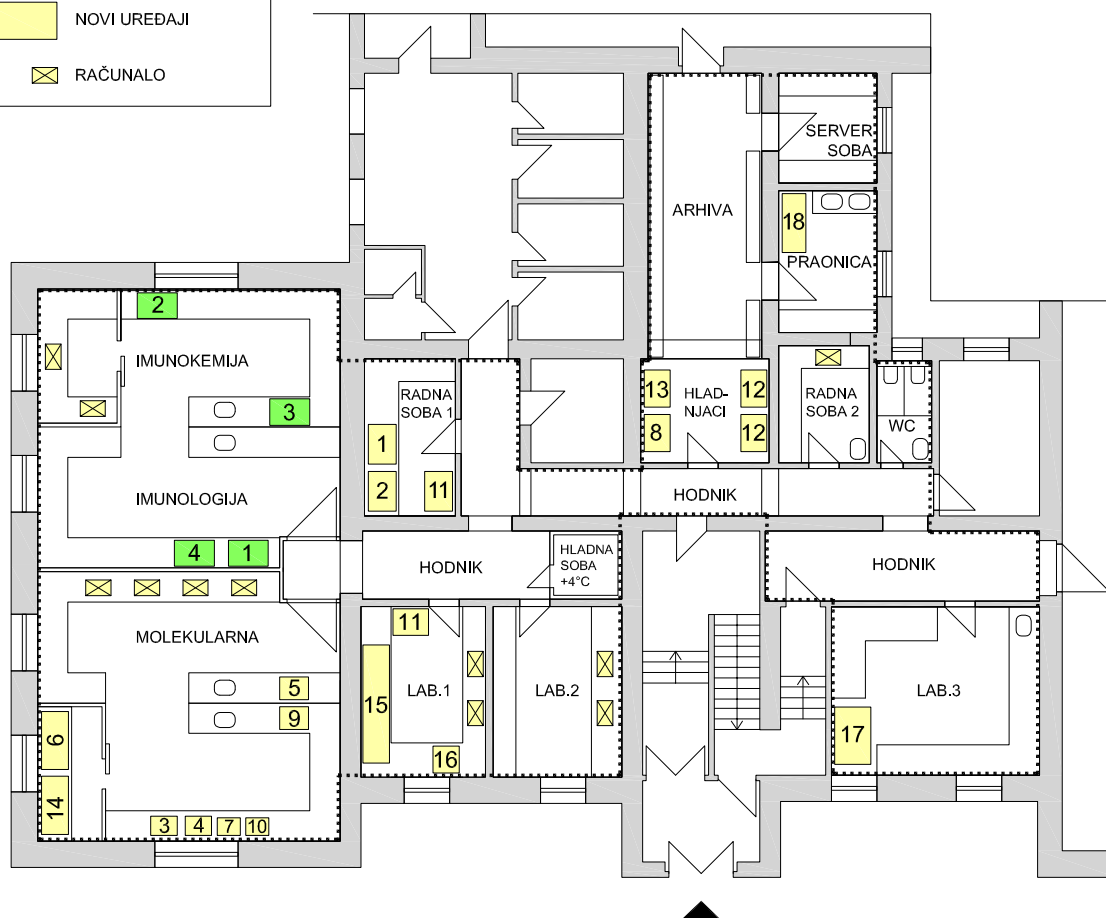 NOVI UREĐAJI
RAČUNALO
SERVER
SOBA
ARHIVA
18
PRAONICA
2
IMUNOKEMIJA
3
RADNA
SOBA 1
1
2
11
13
8
HLAD-
NJACI
12
12
RADNA
SOBA 2
WC
IMUNOLOGIJA
4
1
HODNIK
HODNIK
HLADNA
SOBA
+4°C
HODNIK
MOLEKULARNA
5
9
6
14
3
4
7
10
11
15
LAB.1
16
LAB.2
LAB.3
17